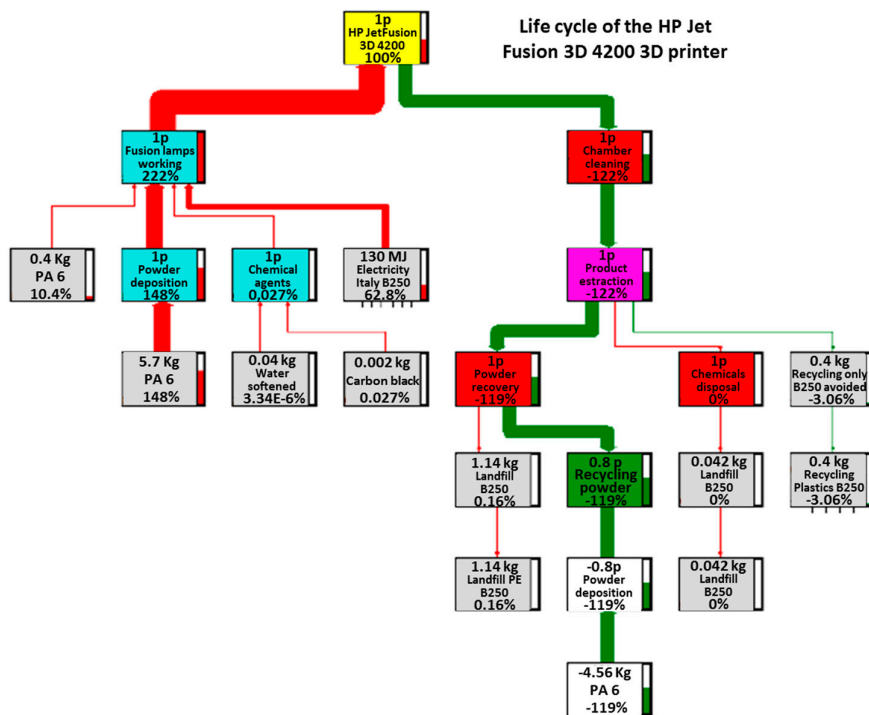 Life cycle of the HP Jet
Fusion 3D 4200 3D printer
1p
HP JetFusion
3D 4200
100%
1p
Fusion lamps
working
222%
1p
Chamber
cleaning
-122%
0.4 Kg
PA 6
10.4%
1p
Powder
deposition
148%
1p
Chemical
agents
0,027%
130 MJ
Electricity
Italy B250
62.8%
1p
Product
estraction
-122%
5.7 Kg
PA 6
148%
0.04 kg
Water
softened
3.34E-6%
0.002 kg
Carbon black
0.027%
1p
Powder
recovery
-119%
1p
Chemicals
disposal
0%
0.4 kg
Recycling only
B250 avoided
-3.06%
1.14 kg
Landfill
B250
0.16%
0.8 p
Recycling
powder
-119%
0.042 kg
Landfill
B250
0%
0.4 kg
Recycling
Plastics B250
-3.06%
1.14 kg
Landfill PE
B250
0.16%
-0.8p
Powder
deposition
-119%
0.042 kg
Landfill
B250
0%
-4.56 Kg
PA 6
-119%